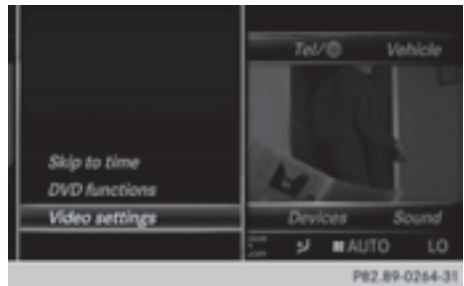 Tel/ Vehicle
Skip to time
DVD functions
Video settings
Devices Sound
AUTO LO
P82.89-0264-31